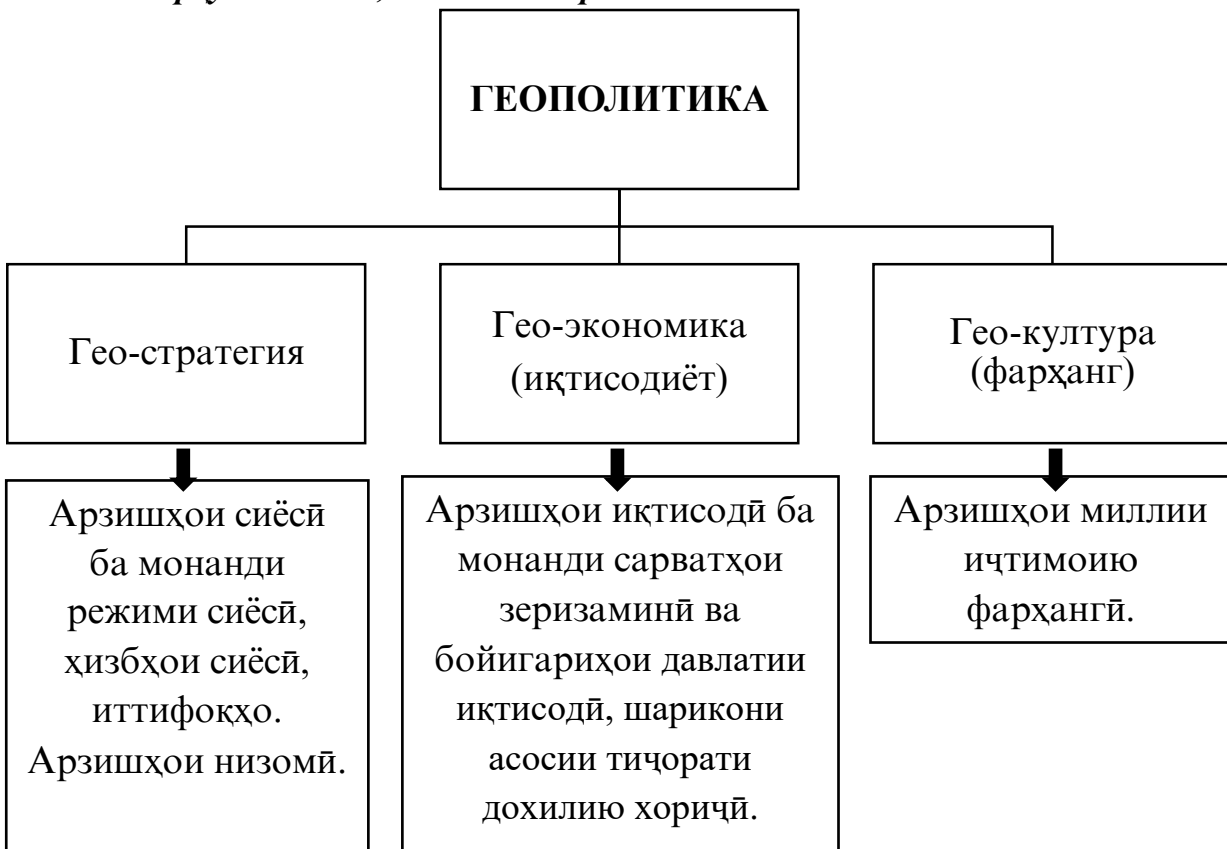 ГЕОПОЛИТИКА
Гео-стратегия
Гео-экономика
(иқтисодиёт)
Гео-култура
(фарҳанг)
Арзишҳои сиёсӣ
ба монанди
режими сиёсӣ,
ҳизбҳои сиёсӣ,
иттифоқҳо.
Арзишҳои низомӣ.
Арзишҳои иқтисодӣ ба
монанди сарватҳои
зеризаминӣ ва
бойигариҳои давлатии
иқтисодӣ, шарикони
асосии тиҷорати
дохилию хориҷӣ.
Арзишҳои миллии
иҷтимоию
фарҳангӣ.